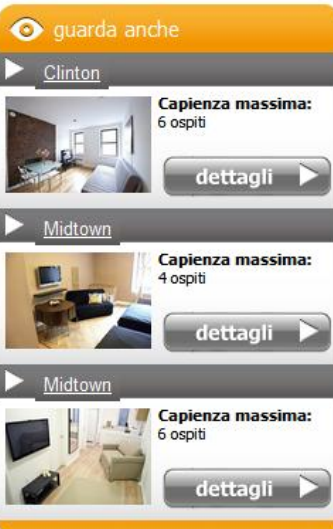 guarda anche
Clinton
Capienza massima:
6 ospiti
dettagli
Midtown
Capienza massima:
4 ospiti
dettagli
Midtown
Capienza massima:
6 ospiti
dettagli